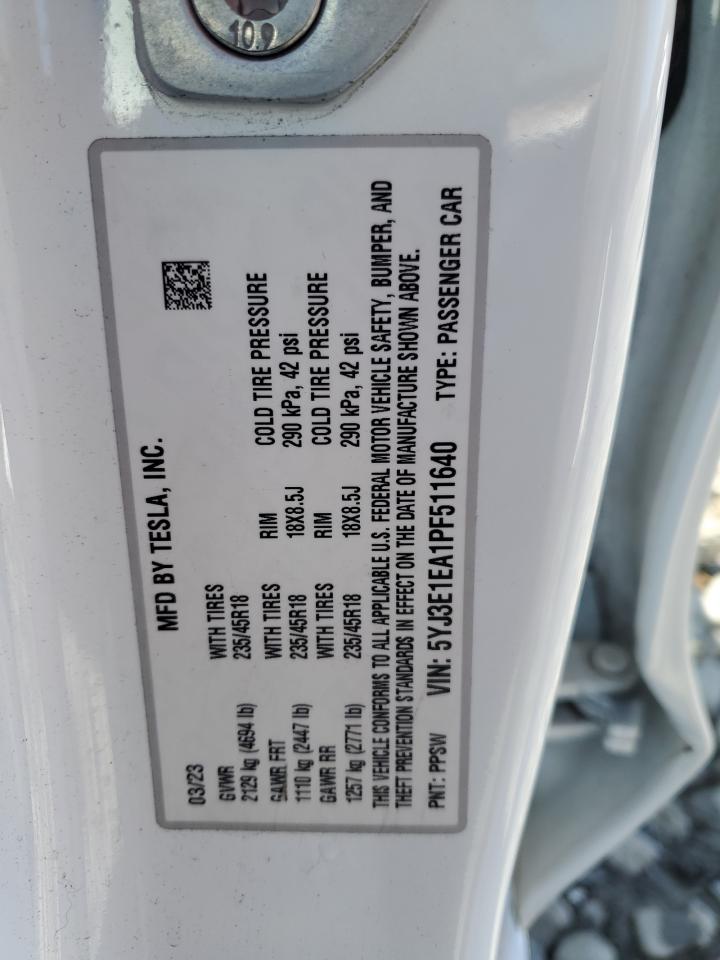 10.9
MFD BY TESLA, INC.
03/23
GVWR WITH TIRES
2129 kg (4694 lb) 235/45R18
GAWR FRT WITH TIRES RIM COLD TIRE PRESSURE
1110 kg (2447 lb) 235/45R18 18X8.5J 290 kPa, 42 psi
GAWR RR WITH TIRES RIM COLD TIRE PRESSURE
1257 kg (2771 lb) 235/45R18 18X8.5J 290 kPa, 42 psi
THIS VEHICLE CONFORMS TO ALL APPLICABLE U.S. FEDERAL MOTOR VEHICLE SAFETY, BUMPER, AND
THEFT PREVENTION STANDARDS IN EFFECT ON THE DATE OF MANUFACTURE SHOWN ABOVE.
PNT: PPSW VIN: 5YJ3E1EA1PF511640 TYPE: PASSENGER CAR